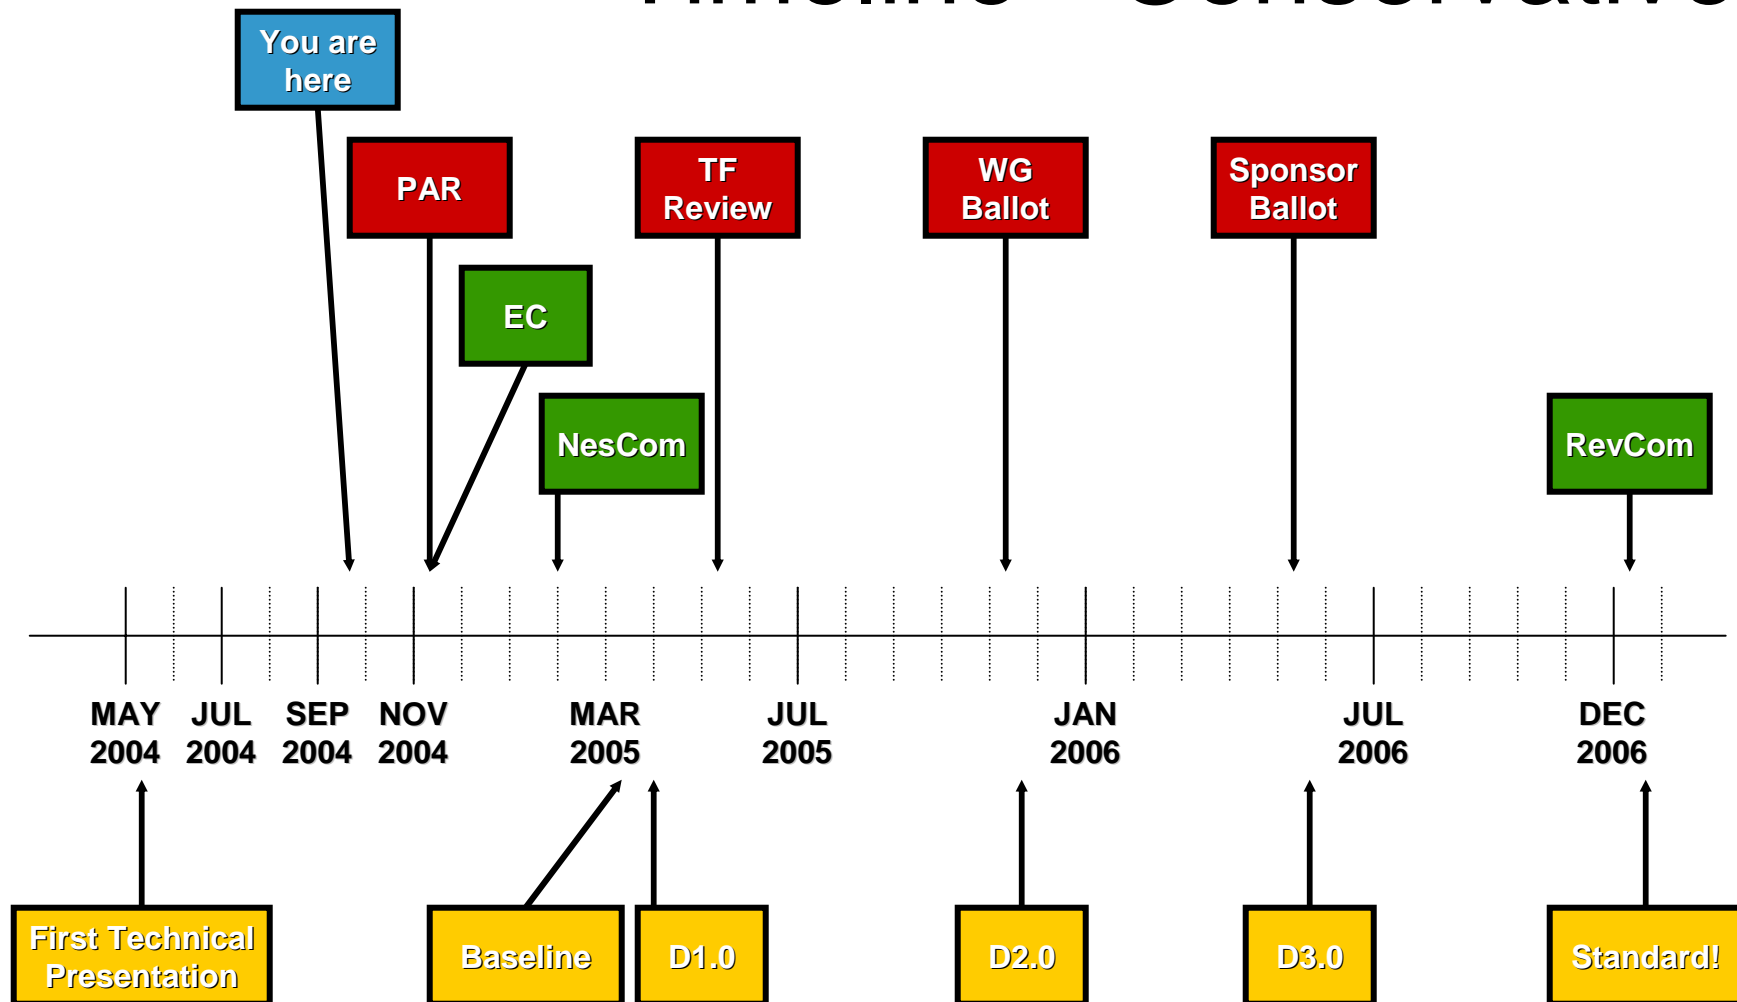 Timeline - Conservative
You are
here
PAR
TF
Review
WG
Ballot
Sponsor
Ballot
EC
NesCom
RevCom
MAY
2004
JUL
2004
SEP
2004
NOV
2004
MAR
2005
JUL
2005
JAN
2006
JUL
2006
DEC
2006
First Technical
Presentation
Baseline
D1.0
D2.0
D3.0
Standard!